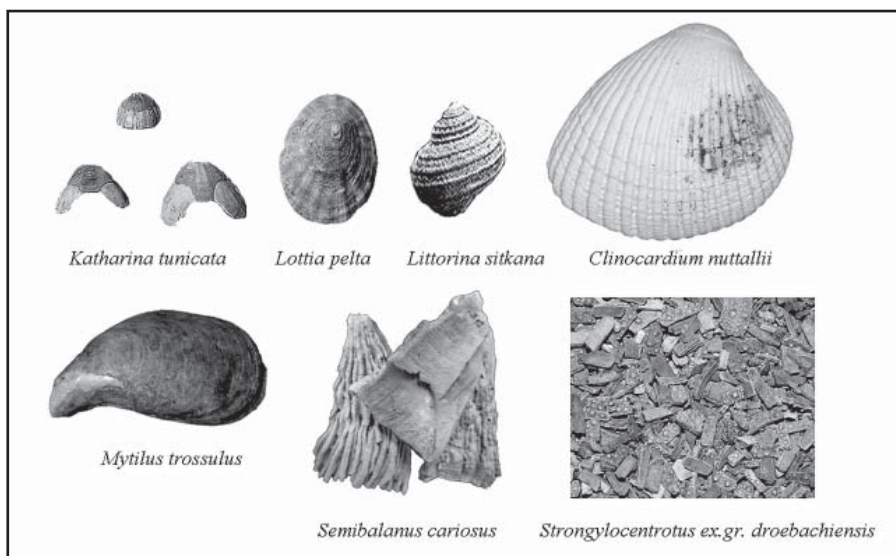 Katharina tunicata
Lottia pelta
Littorina sitkana
Clinocardium nuttallii
Mytilus trossulus
Semibalanus cariosus
Strongylocentrotus ex.gr. droebachiensis